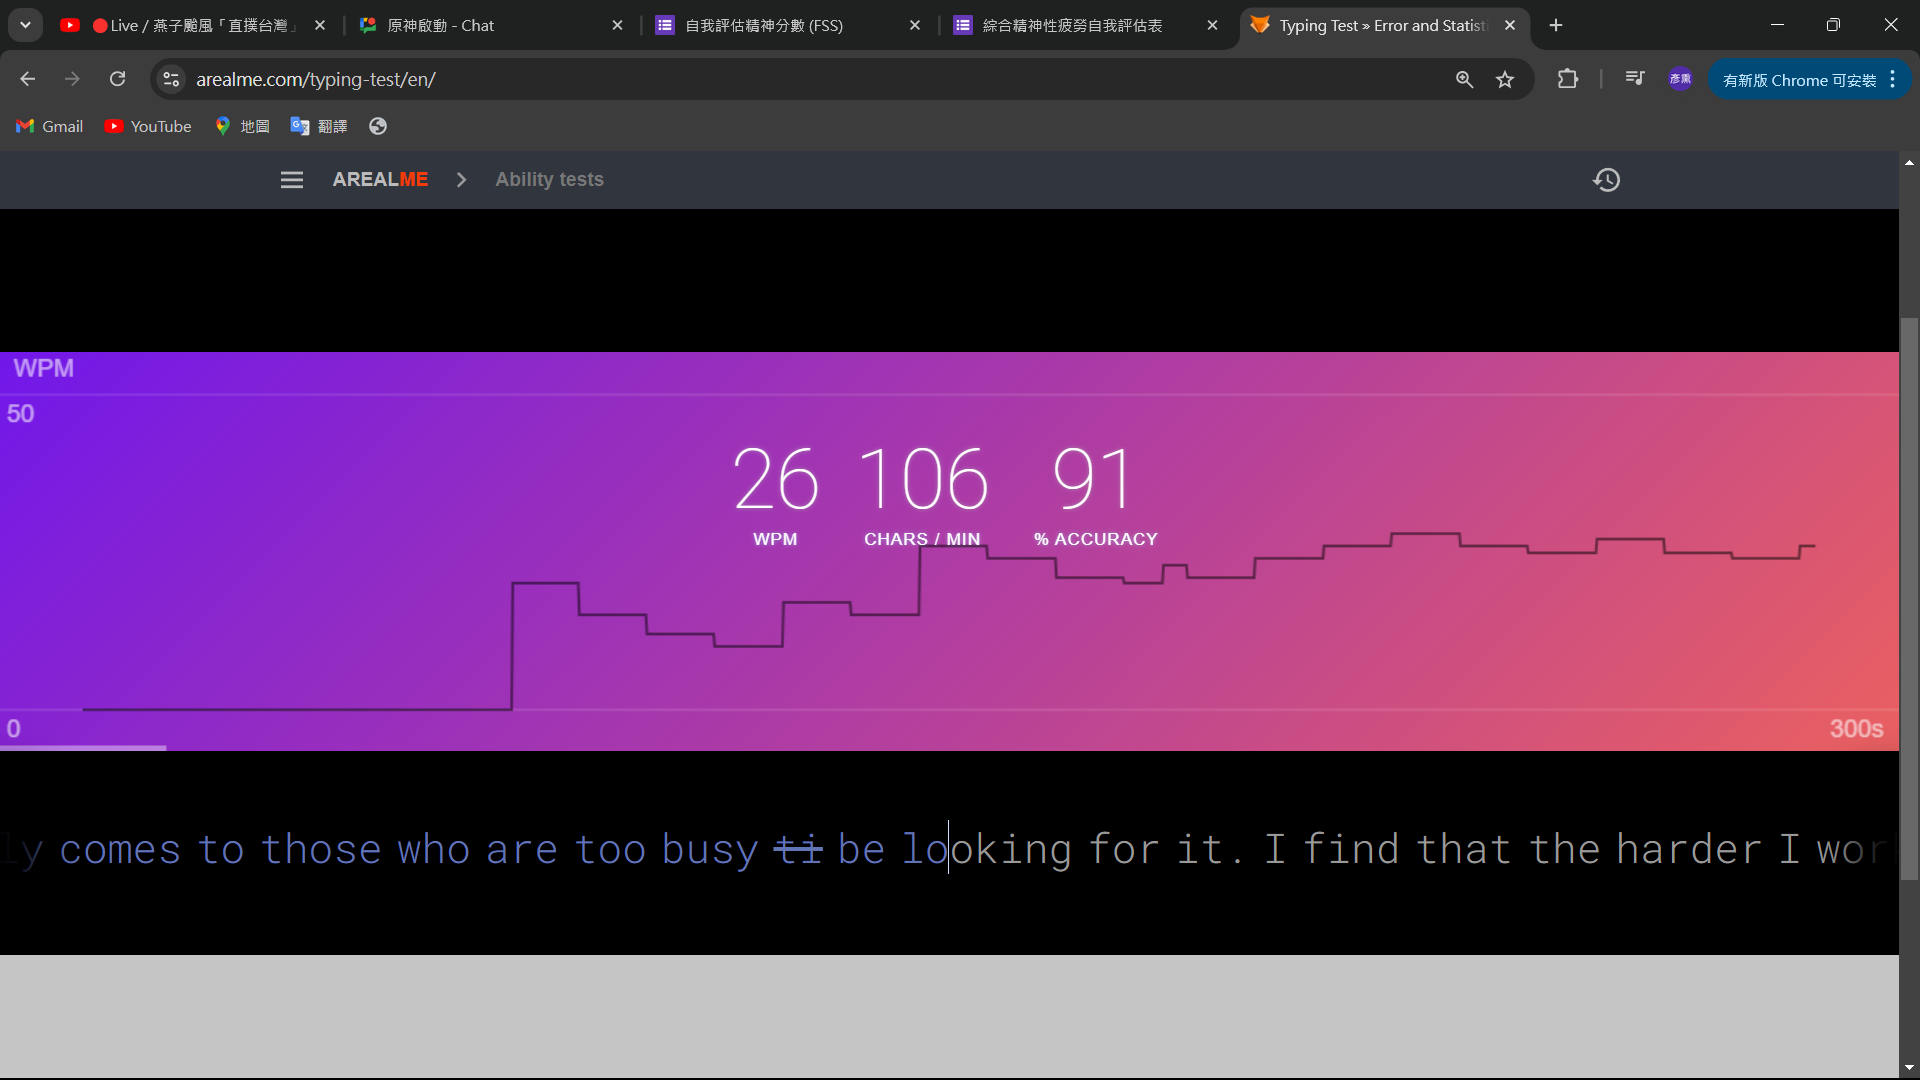 Live / 燕子颱風「直撲台灣」
原神啟動 - Chat
自我評估精神分數 (FSS)
綜合精神性疲勞自我評估表
Typing Test » Error and Statisti
arealme.com/typing-test/en/
彥熏
有新版 Chrome 可安裝
Gmail
YouTube
地圖
翻譯
AREALME
Ability tests
WPM
50
26 106 91
WPM CHARS / MIN % ACCURACY
0
300s
ly comes to those who are too busy ti be looking for it. I find that the harder I wor